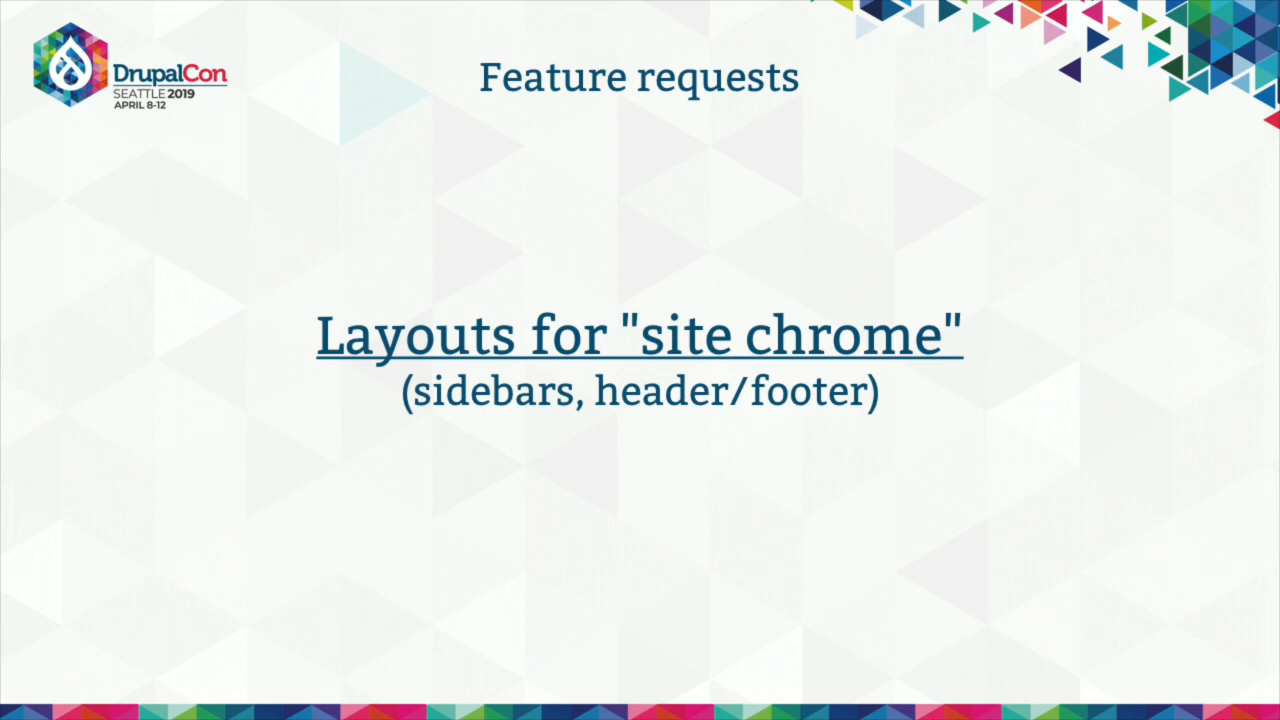 DrupalCon
SEATTLE 2019
APRIL 8-12
Feature requests
Layouts for "site chrome"
(sidebars, header/footer)